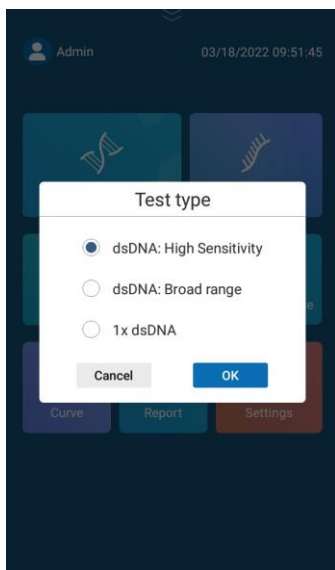 Admin
03/18/2022 09:51:45
Test type
dsDNA: High Sensitivity
dsDNA: Broad range
1x dsDNA
Cancel
OK
Curve
Report
Settings